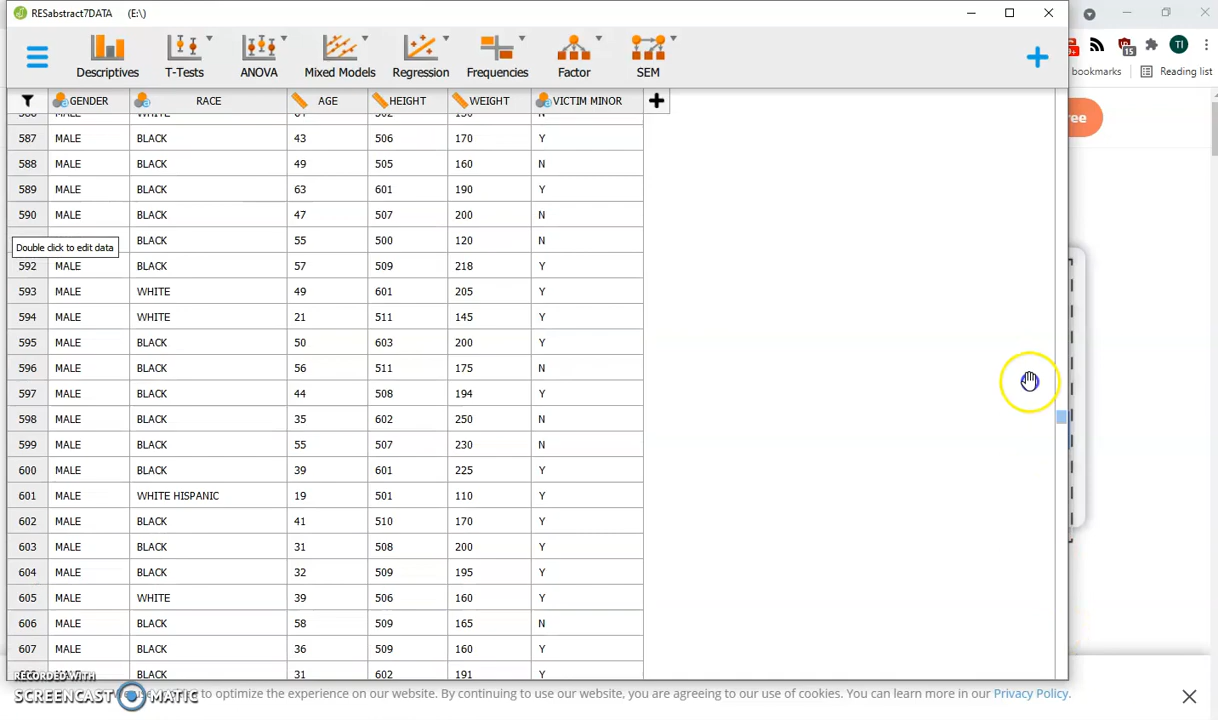 RESabstract7DATA (E:\)
Descriptives T-Tests ANOVA Mixed Models Regression Frequencies Factor SEM
9+ 15 TI
bookmarks Reading list
GENDER RACE AGE HEIGHT WEIGHT VICTIM MINOR
587 MALE BLACK 43 506 170 Y
588 MALE BLACK 49 505 160 N
589 MALE BLACK 63 601 190 Y
590 MALE BLACK 47 507 200 N
Double click to edit data BLACK 55 500 120 N
592 MALE BLACK 57 509 218 Y
593 MALE WHITE 49 601 205 Y
594 MALE WHITE 21 511 145 Y
595 MALE BLACK 50 603 200 Y
596 MALE BLACK 56 511 175 N
597 MALE BLACK 44 508 194 Y
598 MALE BLACK 35 602 250 N
599 MALE BLACK 55 507 230 N
600 MALE BLACK 39 601 225 Y
601 MALE WHITE HISPANIC 19 501 110 Y
602 MALE BLACK 41 510 170 Y
603 MALE BLACK 31 508 200 Y
604 MALE BLACK 32 509 195 Y
605 MALE WHITE 39 506 160 Y
606 MALE BLACK 58 509 165 N
607 MALE BLACK 36 509 160 Y
BLACK 31 602 191 Y
RECORDED WITH
SCREENCAST MATIC
to optimize the experience on our website. By continuing to use our website, you are agreeing to our use of cookies. You can learn more in our Privacy Policy.